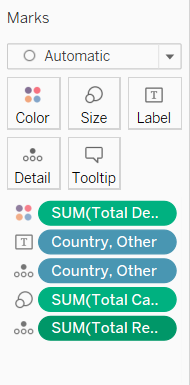 Marks
Automatic
Color Size Label
Detail Tooltip
SUM(Total De..
Country, Other
Country, Other
SUM(Total Ca..
SUM(Total Re..